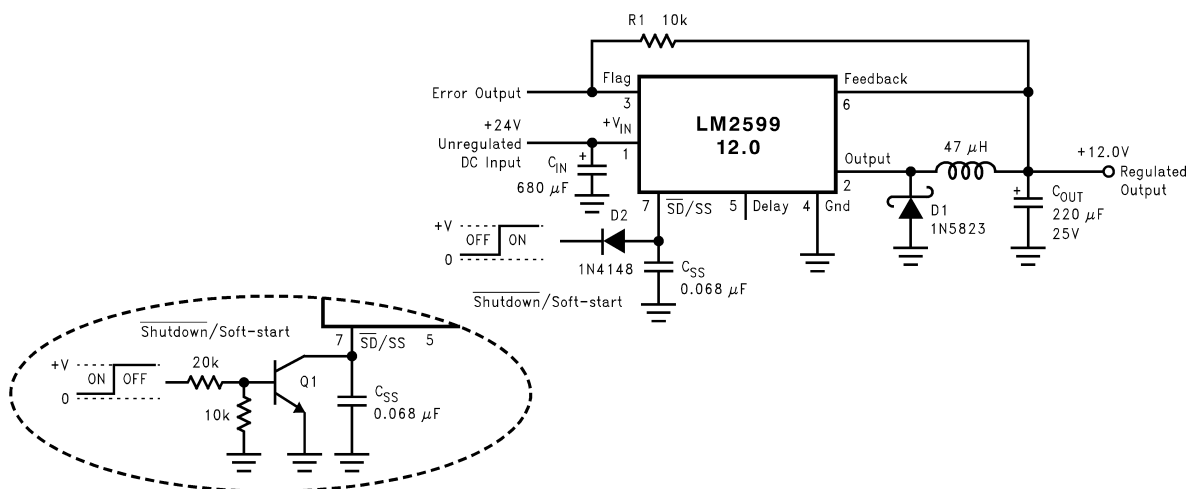 R1 10k
Flag
Feedback
Error Output
3
6
LM2599
12.0
+24V
Unregulated
DC Input
+VIN
1
CIN
+
680 μF
Output
2
47 μH
+12.0V
Regulated
Output
+
COUT
220 μF
25V
D1
1N5823
7
SD/SS
5
Delay
4
Gnd
+V
OFF
ON
0
D2
1N4148
CSS
0.068 μF
Shutdown/Soft-start
Shutdown/Soft-start
7
SD/SS
5
+V
ON
OFF
0
20k
10k
Q1
CSS
0.068 μF